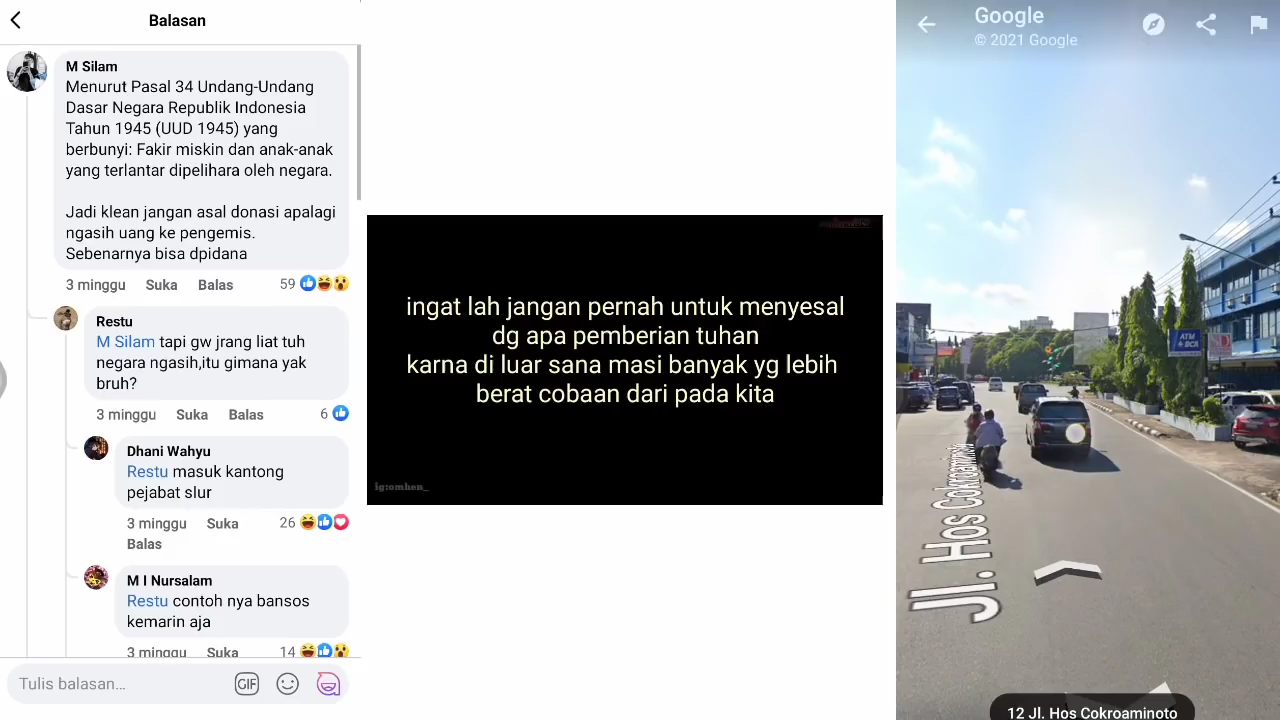 Balasan
M Silam
Menurut Pasal 34 Undang-Undang
Dasar Negara Republik Indonesia
Tahun 1945 (UUD 1945) yang
berbunyi: Fakir miskin dan anak-anak
yang terlantar dipelihara oleh negara.
Jadi klean jangan asal donasi apalagi
ngasih uang ke pengemis.
Sebenarnya bisa dpidana
3 minggu Suka Balas 59
Restu
M Silam tapi gw jrang liat tuh
negara ngasih,itu gimana yak
bruh?
3 minggu Suka Balas 6
Dhani Wahyu
Restu masuk kantong
pejabat slur
3 minggu Suka 26
Balas
M I Nursalam
Restu contoh nya bansos
kemarin aja
3 minggu Suka 14
Tulis balasan...
GIF
ingat lah jangan pernah untuk menyesal
dg apa pemberian tuhan
karna di luar sana masi banyak yg lebih
berat cobaan dari pada kita
ig:omhen_
Google
© 2021 Google
ATM
BCA
Jl. Hos Cokroaminoto
12 Jl. Hos Cokroaminoto